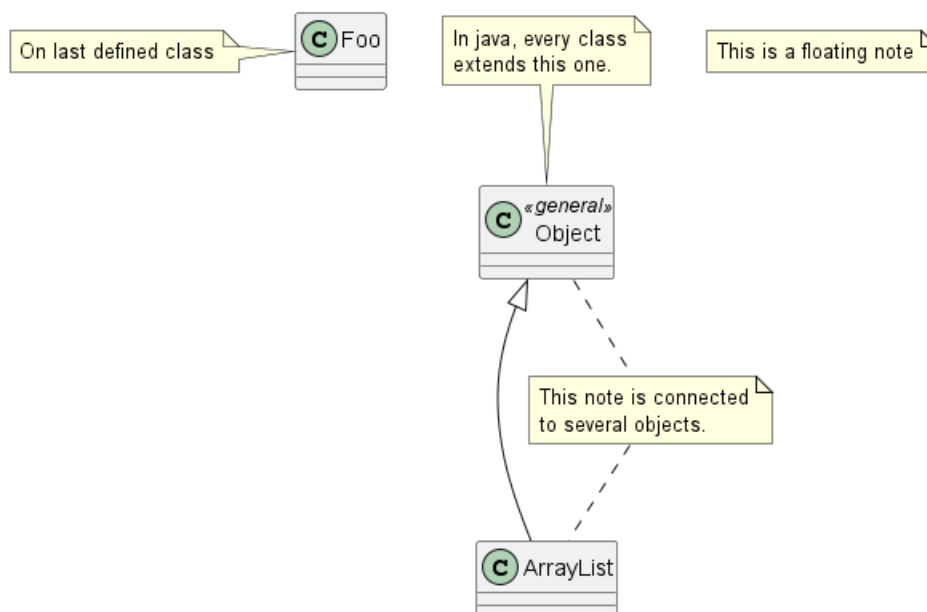 On last defined class
C Foo
In java, every class
extends this one.
This is a floating note
C «general»
Object
This note is connected
to several objects.
C ArrayList